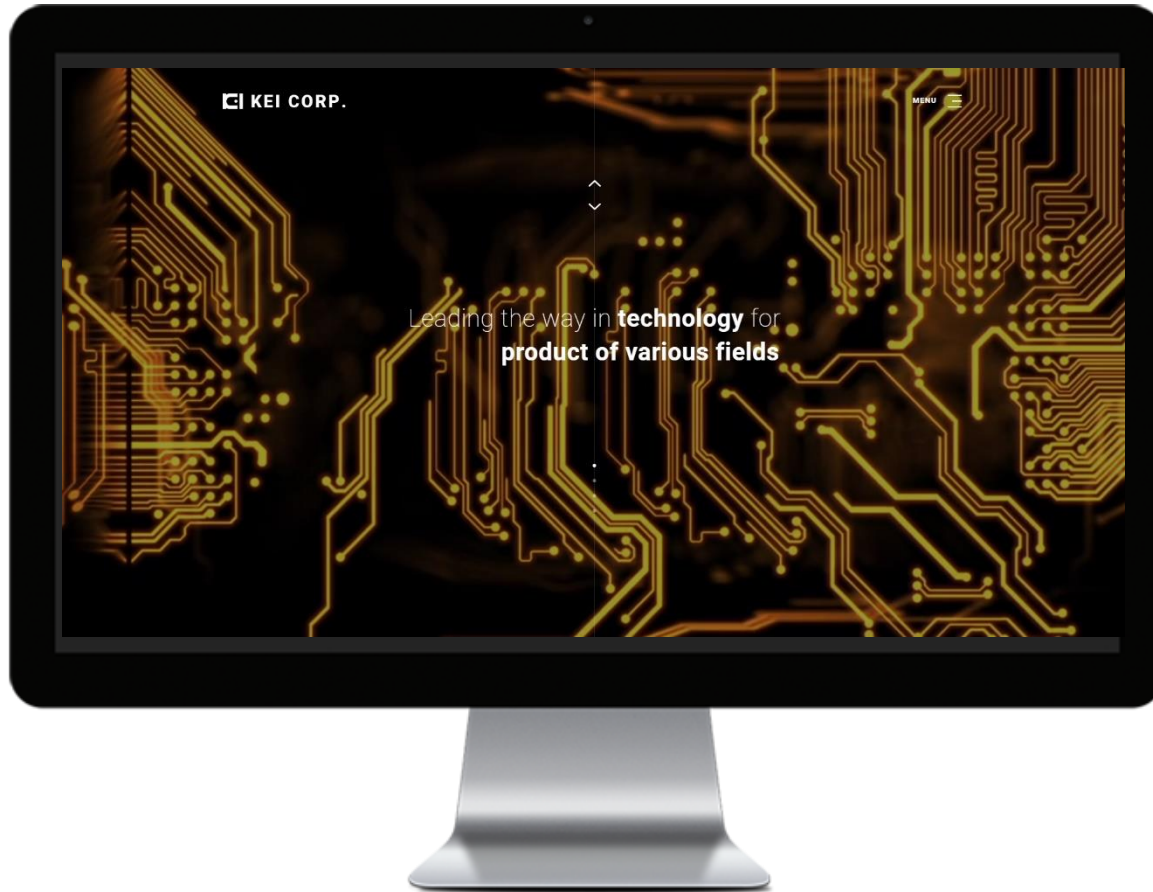 KEI CORP.
MENU
Leading the way in technology for
product of various fields